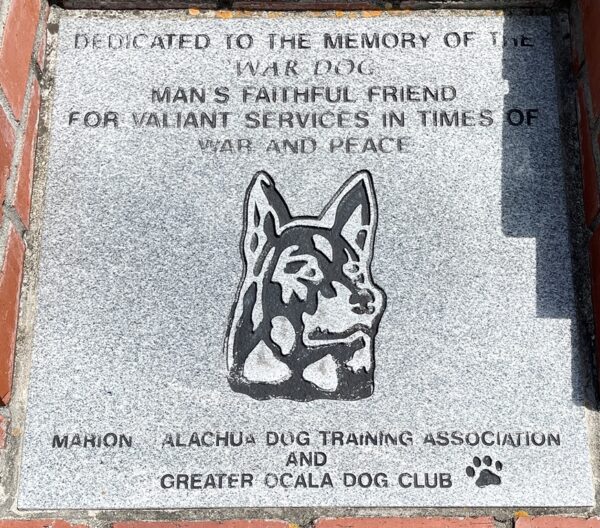 DEDICATED TO THE MEMORY OF THE
WAR DOG
MAN'S FAITHFUL FRIEND
FOR VALIANT SERVICES IN TIMES OF
WAR AND PEACE
MARION ALACHUA DOG TRAINING ASSOCIATION
AND
GREATER OCALA DOG CLUB